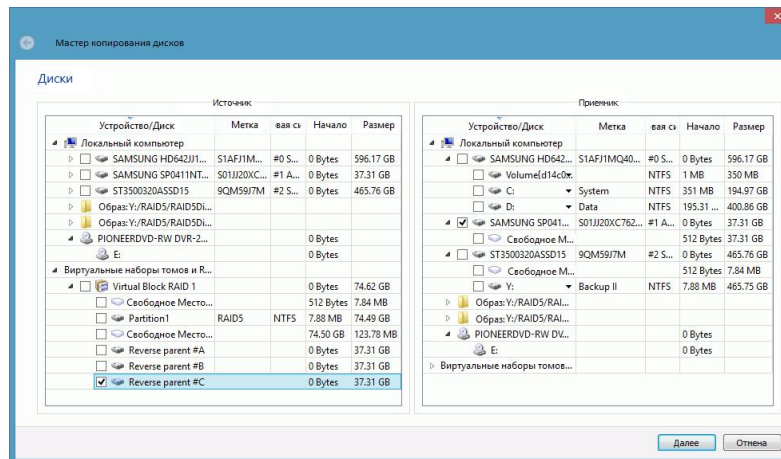 Мастер копирования дисков
Диски
Источник
Устройство/Диск Метка вая си Начало Размер
Локальный компьютер
SAMSUNG HD642JJ1... S1AFJ1M... #0 S... 0 Bytes 596.17 GB
SAMSUNG SP0411NT... S01JJ20XC... #1 A... 0 Bytes 37.31 GB
ST3500320ASSD15 9QM59J7M #2 S... 0 Bytes 465.76 GB
Образ: Y:/RAID5/RAID5Di...
Образ: Y:/RAID5/RAID5Di...
PIONEERDVD-RW DVR-2... 0 Bytes
E: 0 Bytes
Виртуальные наборы томов и R...
Virtual Block RAID 1 0 Bytes 74.62 GB
Свободное Место... 512 Bytes 7.84 MB
Partition1 RAID5 NTFS 7.88 MB 74.49 GB
Свободное Место... 74.50 GB 123.78 MB
Reverse parent #A 0 Bytes 37.31 GB
Reverse parent #B 0 Bytes 37.31 GB
Reverse parent #C 0 Bytes 37.31 GB
Приемник
Устройство/Диск Метка вая си Начало Размер
Локальный компьютер
SAMSUNG HD642... S1AFJ1MQ40... #0 S... 0 Bytes 596.17 GB
Volume[d14c0... NTFS 1 MB 350 MB
C: System NTFS 351 MB 194.97 GB
D: Data NTFS 195.31 ... 400.86 GB
SAMSUNG SP041... S01JJ20XC762... #1 A... 0 Bytes 37.31 GB
Свободное М... 512 Bytes 37.31 GB
ST3500320ASSD15 9QM59J7M #2 S... 0 Bytes 465.76 GB
Свободное М... 512 Bytes 7.84 MB
Y: Backup II NTFS 7.88 MB 465.75 GB
Образ: Y:/RAID5/RAI...
Образ: Y:/RAID5/RAI...
PIONEERDVD-RW DV... 0 Bytes
E: 0 Bytes
Виртуальные наборы томов...
Далее Отмена